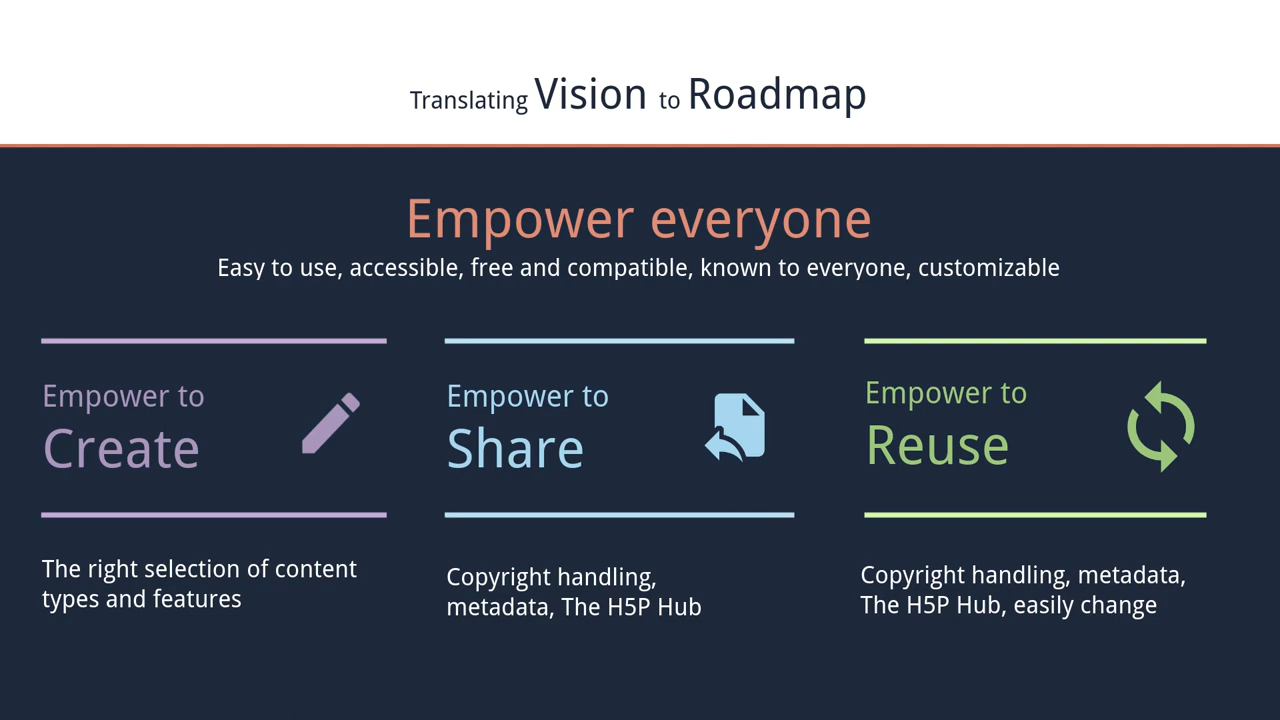 Translating Vision to Roadmap
Empower everyone
Easy to use, accessible, free and compatible, known to everyone, customizable
Empower to
Create
The right selection of content
types and features
Empower to
Share
Copyright handling,
metadata, The H5P Hub
Empower to
Reuse
Copyright handling, metadata,
The H5P Hub, easily change